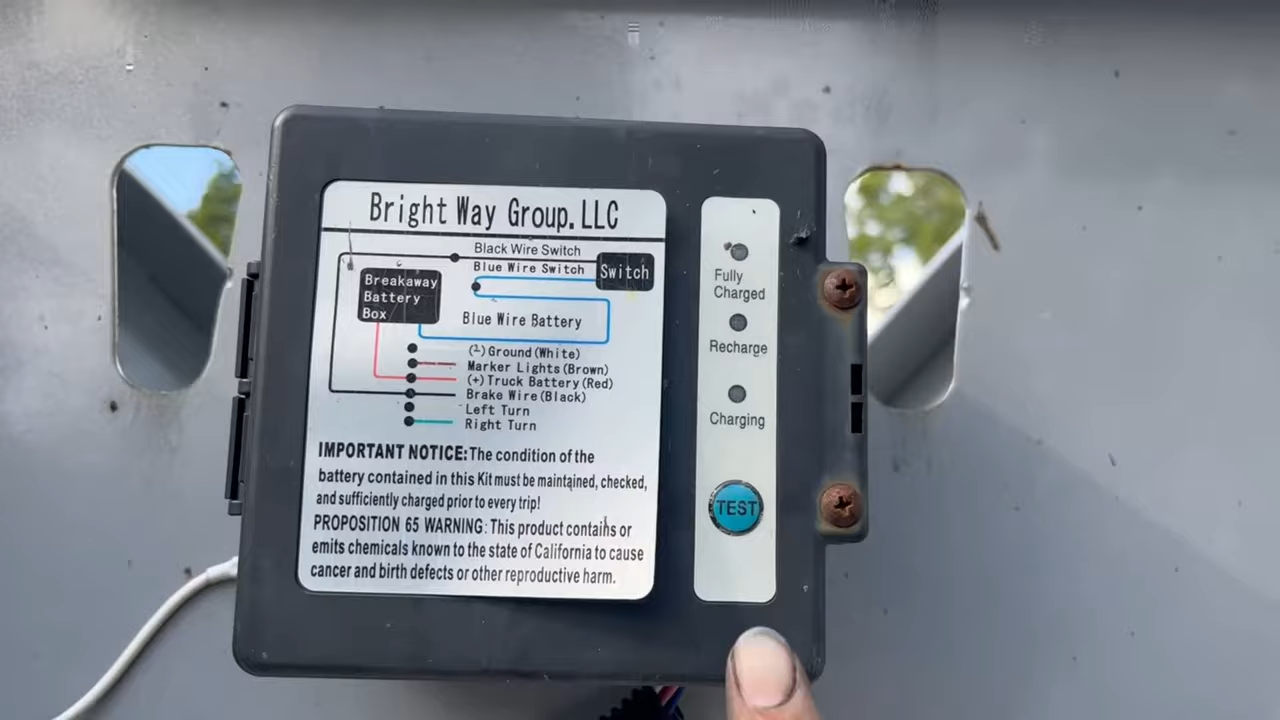 Bright Way Group. LLC
Black Wire Switch
Blue Wire Switch
Switch
Breakaway
Battery
Box
Blue Wire Battery
(-) Ground (White)
Marker Lights (Brown)
(+) Truck Battery (Red)
Brake Wire (Black)
Left Turn
Right Turn
IMPORTANT NOTICE: The condition of the
battery contained in this Kit must be maintained, checked,
and sufficiently charged prior to every trip!
PROPOSITION 65 WARNING: This product contains or
emits chemicals known to the state of California to cause
cancer and birth defects or other reproductive harm.
Fully
Charged
Recharge
Charging
TEST